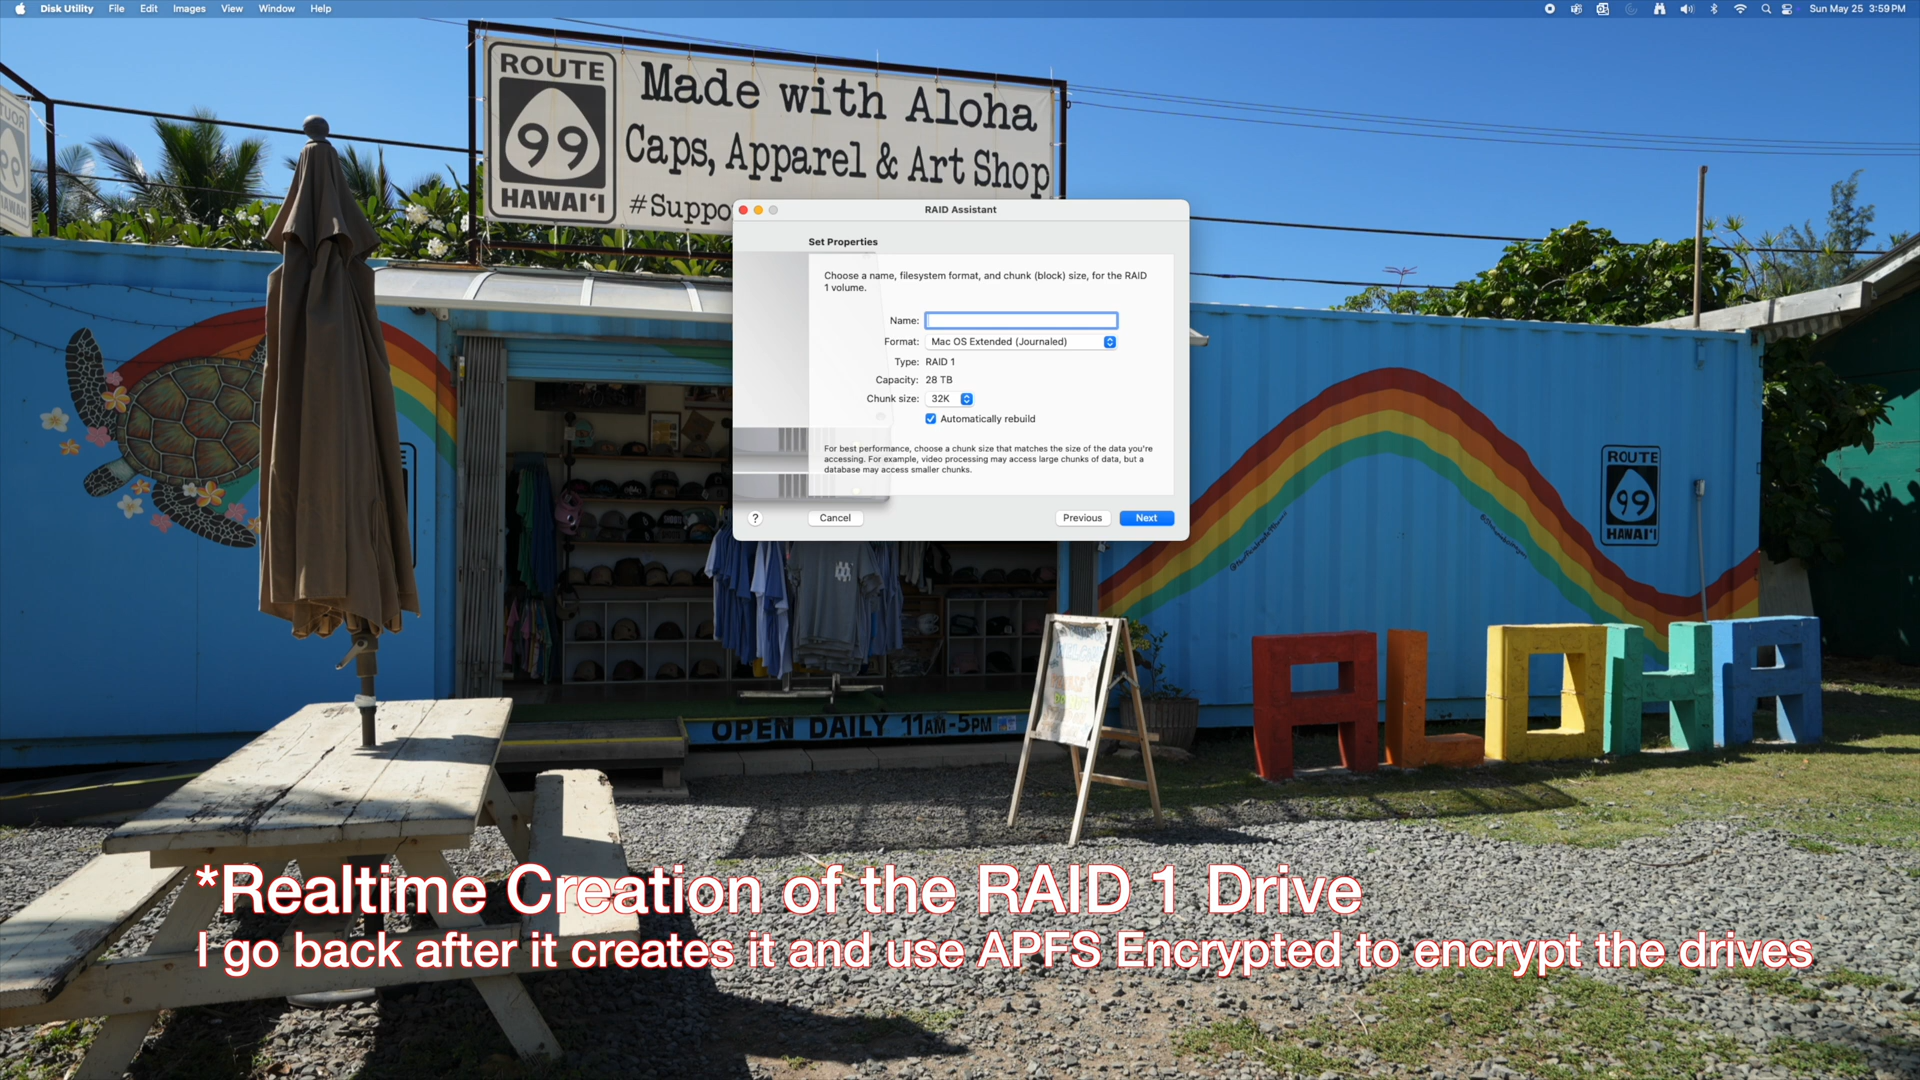 Disk Utility File Edit Images View Window Help
Sun May 25 3:59 PM
ROUTE
99
HAWAI'I
Made with Aloha
Caps, Apparel & Art Shop
#Suppo
RAID Assistant
Set Properties
Choose a name, filesystem format, and chunk (block) size, for the RAID
1 volume.
Name:
Format: Mac OS Extended (Journaled)
Type: RAID 1
Capacity: 28 TB
Chunk size: 32K
Automatically rebuild
For best performance, choose a chunk size that matches the size of the data you're
accessing. For example, video processing may access large chunks of data, but a
database may access smaller chunks.
? Cancel Previous Next
ROUTE
99
HAWAI'I
ALOHA
OPEN DAILY 11AM-5PM
*Realtime Creation of the RAID 1 Drive
I go back after it creates it and use APFS Encrypted to encrypt the drives